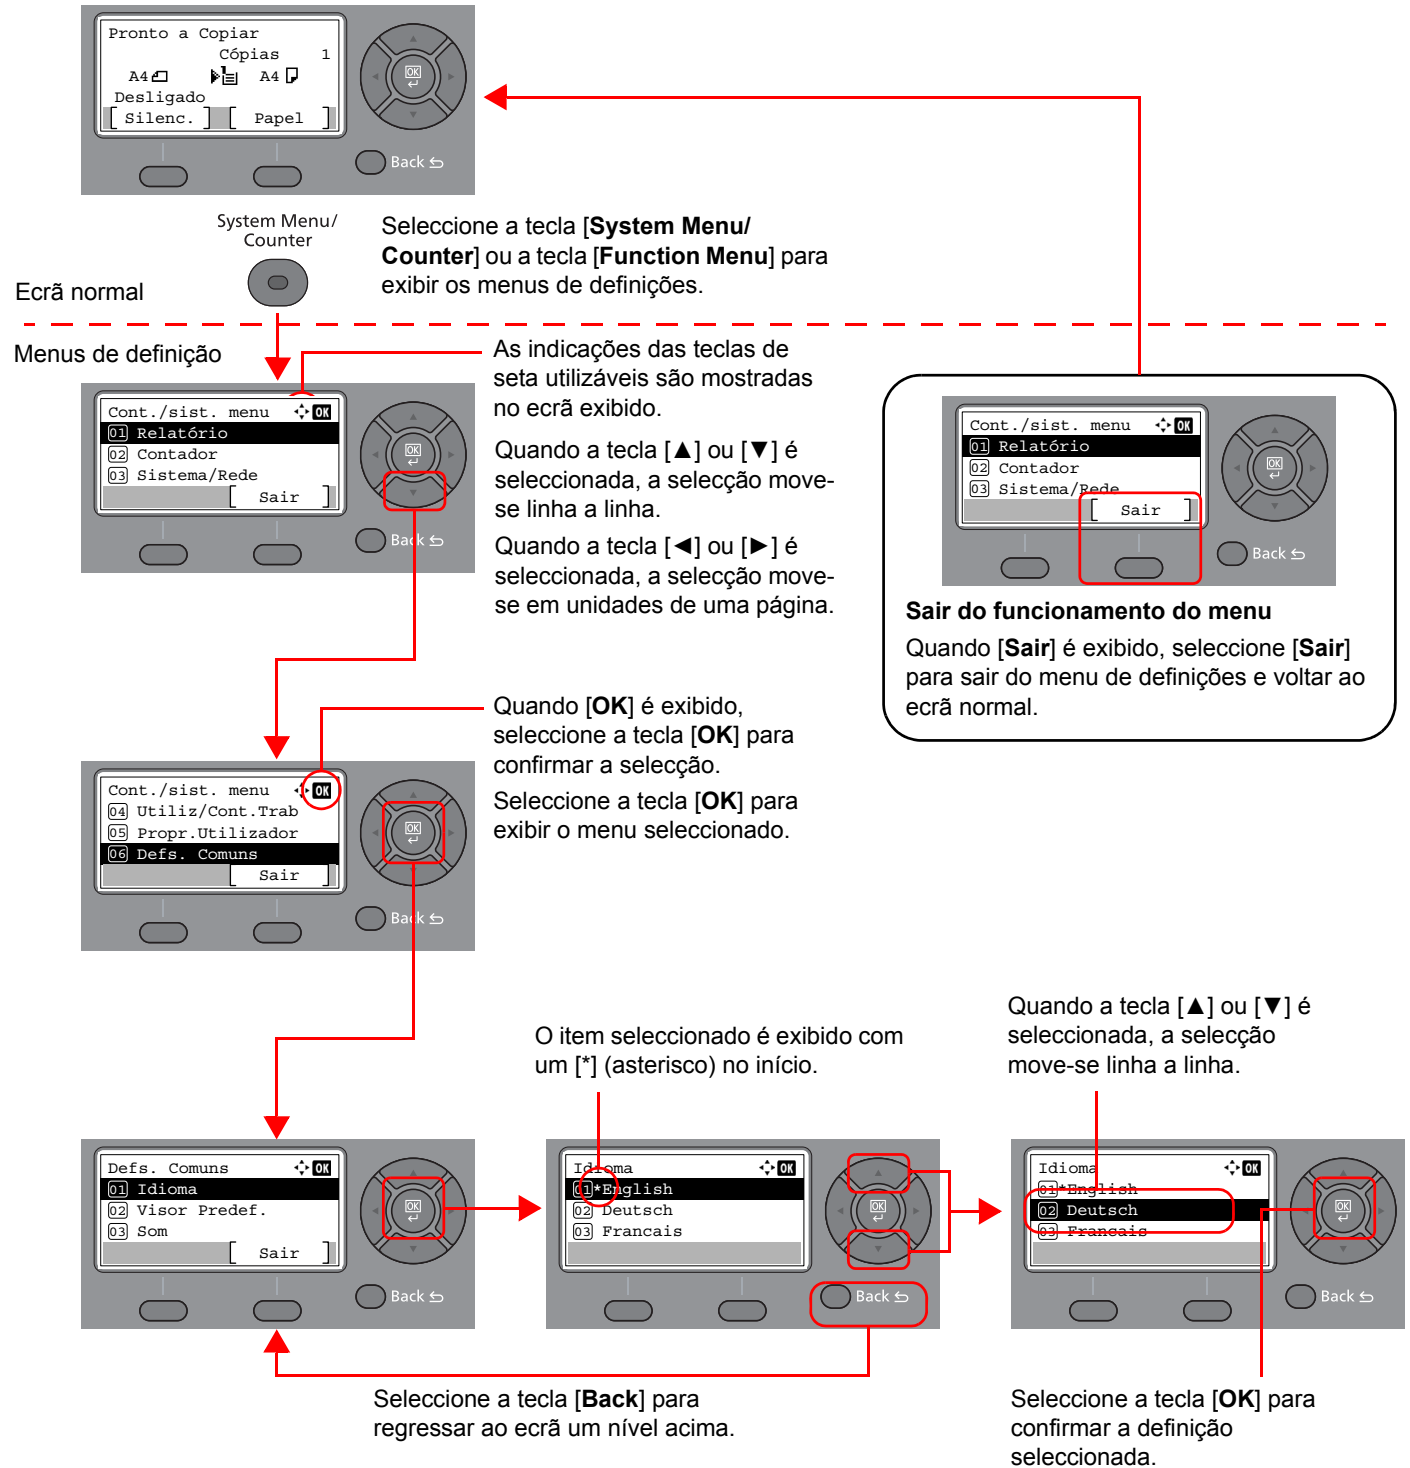 Pronto a Copiar
Cópias 1
A4 A4
Desligado
[ Silenc. ] [ Papel ]
OK
Back
System Menu/
Counter
Seleccione a tecla [System Menu/
Counter] ou a tecla [Function Menu] para
exibir os menus de definições.
Ecrã normal
Menus de definição
Cont./sist. menu OK
01 Relatório
02 Contador
03 Sistema/Rede
[ Sair ]
OK
Back
As indicações das teclas de
seta utilizáveis são mostradas
no ecrã exibido.
Quando a tecla [▲] ou [▼] é
seleccionada, a selecção move-
se linha a linha.
Quando a tecla [◄] ou [►] é
seleccionada, a selecção move-
se em unidades de uma página.
Cont./sist. menu OK
01 Relatório
02 Contador
03 Sistema/Rede
[ Sair ]
OK
Back
Sair do funcionamento do menu
Quando [Sair] é exibido, seleccione [Sair]
para sair do menu de definições e voltar ao
ecrã normal.
Quando [OK] é exibido,
seleccione a tecla [OK] para
confirmar a selecção.
Seleccione a tecla [OK] para
exibir o menu seleccionado.
Cont./sist. menu OK
04 Utiliz/Cont.Trab
05 Propr.Utilizador
06 Defs. Comuns
[ Sair ]
OK
Back
O item seleccionado é exibido com
um [*] (asterisco) no início.
Quando a tecla [▲] ou [▼] é
seleccionada, a selecção
move-se linha a linha.
Defs. Comuns OK
01 Idioma
02 Visor Predef.
03 Som
[ Sair ]
OK
Back
Idioma OK
01*English
02 Deutsch
03 Francais
OK
Back
Idioma OK
01*English
02 Deutsch
03 Francais
OK
Back
Seleccione a tecla [Back] para
regressar ao ecrã um nível acima.
Seleccione a tecla [OK] para
confirmar a definição
seleccionada.